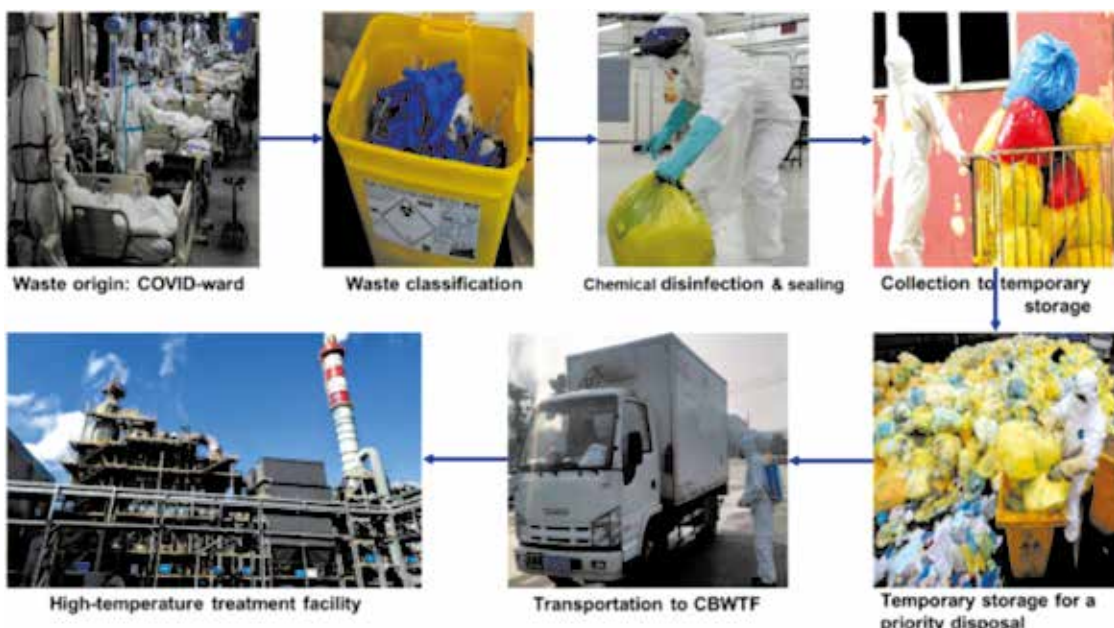 Waste origin: COVID-ward
Waste classification
Chemical disinfection & sealing
Collection to temporary
storage
High-temperature treatment facility
Transportation to CBWTF
Temporary storage for a
priority disposal